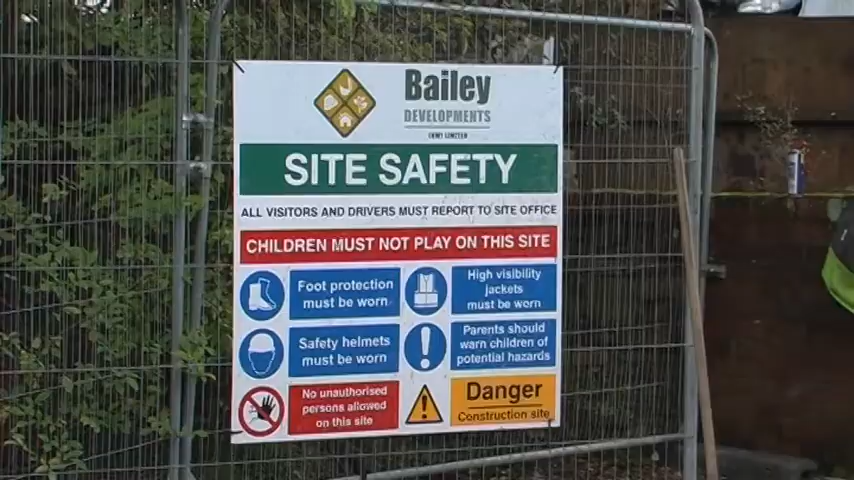 Bailey
DEVELOPMENTS
(NW) LIMITED
SITE SAFETY
ALL VISITORS AND DRIVERS MUST REPORT TO SITE OFFICE
CHILDREN MUST NOT PLAY ON THIS SITE
Foot protection
must be worn
High visibility
jackets
must be worn
Safety helmets
must be worn
Parents should
warn children of
potential hazards
No unauthorised
persons allowed
on this site
Danger
Construction site